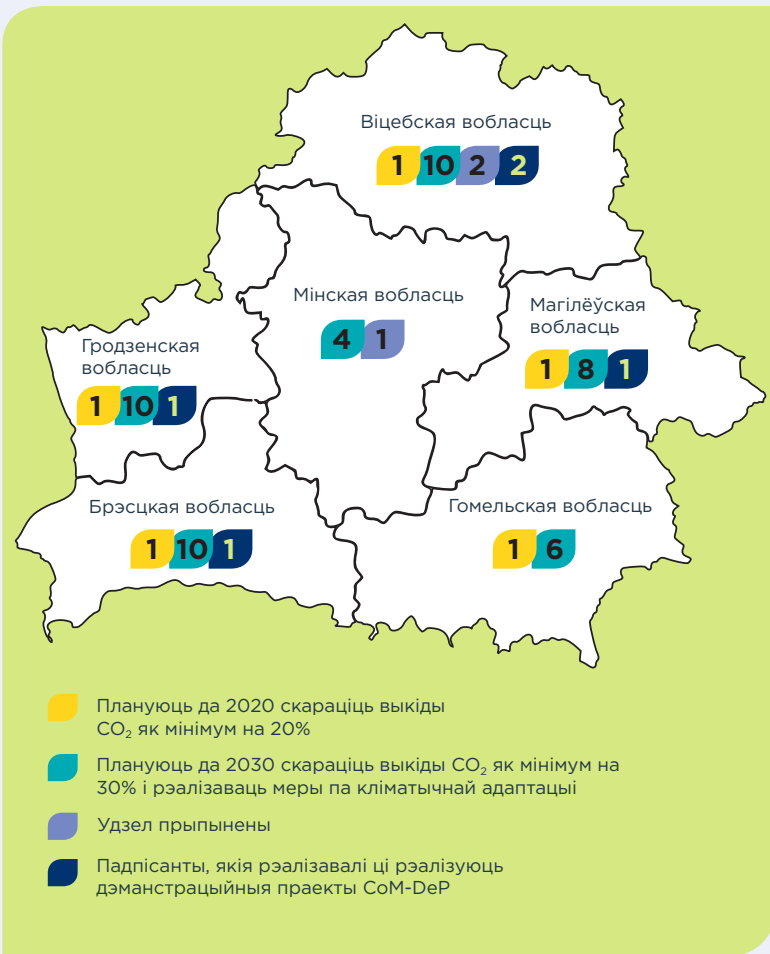 Віцебская вобласць
1 10 2 2
Мінская вобласць
4 1
Магілёўская
вобласць
1 8 1
Гродзенская
вобласць
1 10 1
Брэсцкая вобласць
1 10 1
Гомельская вобласць
1 6
Плануюць да 2020 скараціць выкіды
CO₂ як мінімум на 20%
Плануюць да 2030 скараціць выкіды CO₂ як мінімум на
30% і рэалізаваць меры па кліматычнай адаптацыі
Удзел прыпынены
Падпісанты, якія рэалізавалі ці рэалізуюць
дэманстрацыйныя праекты CoM-DeP